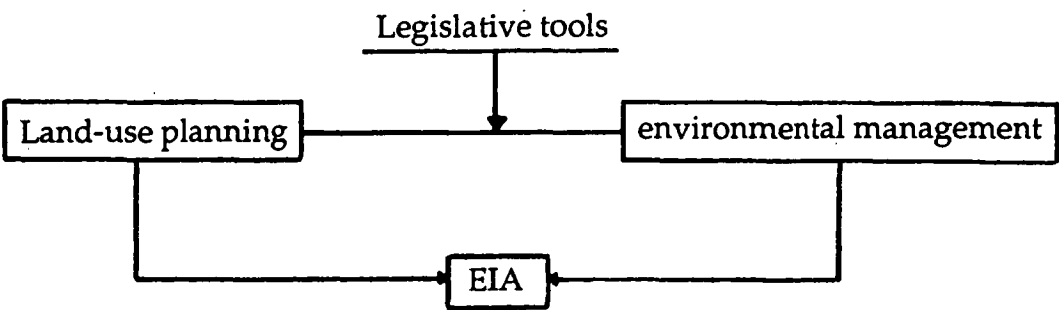 Legislative tools
Land-use planning
environmental management
EIA